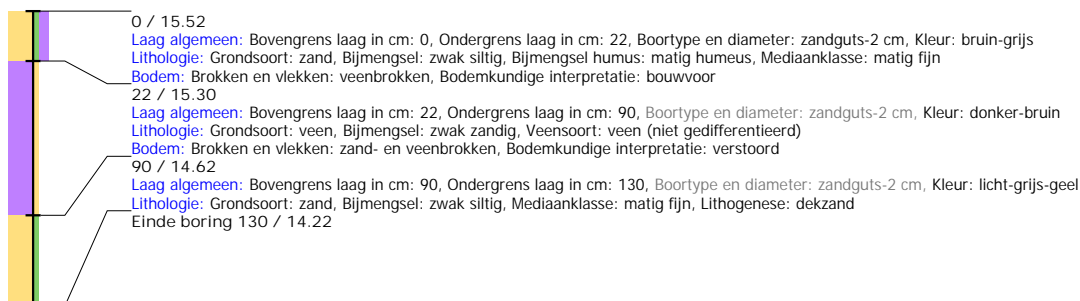 0 / 15.52
Laag algemeen: Bovengrens laag in cm: 0, Ondergrens laag in cm: 22, Boortype en diameter: zandguts-2 cm, Kleur: bruin-grijs
Lithologie: Grondsoort: zand, Bijmengsel: zwak siltig, Bijmengsel humus: matig humeus, Mediaanklasse: matig fijn
Bodem: Brokken en vlekken: veenbrokken, Bodemkundige interpretatie: bouwvoor
22 / 15.30
Laag algemeen: Bovengrens laag in cm: 22, Ondergrens laag in cm: 90, Boortype en diameter: zandguts-2 cm, Kleur: donker-bruin
Lithologie: Grondsoort: veen, Bijmengsel: zwak zandig, Veensoort: veen (niet gedifferentieerd)
Bodem: Brokken en vlekken: zand- en veenbrokken, Bodemkundige interpretatie: verstoord
90 / 14.62
Laag algemeen: Bovengrens laag in cm: 90, Ondergrens laag in cm: 130, Boortype en diameter: zandguts-2 cm, Kleur: licht-grijs-geel
Lithologie: Grondsoort: zand, Bijmengsel: zwak siltig, Mediaanklasse: matig fijn, Lithogenese: dekzand
Einde boring 130 / 14.22